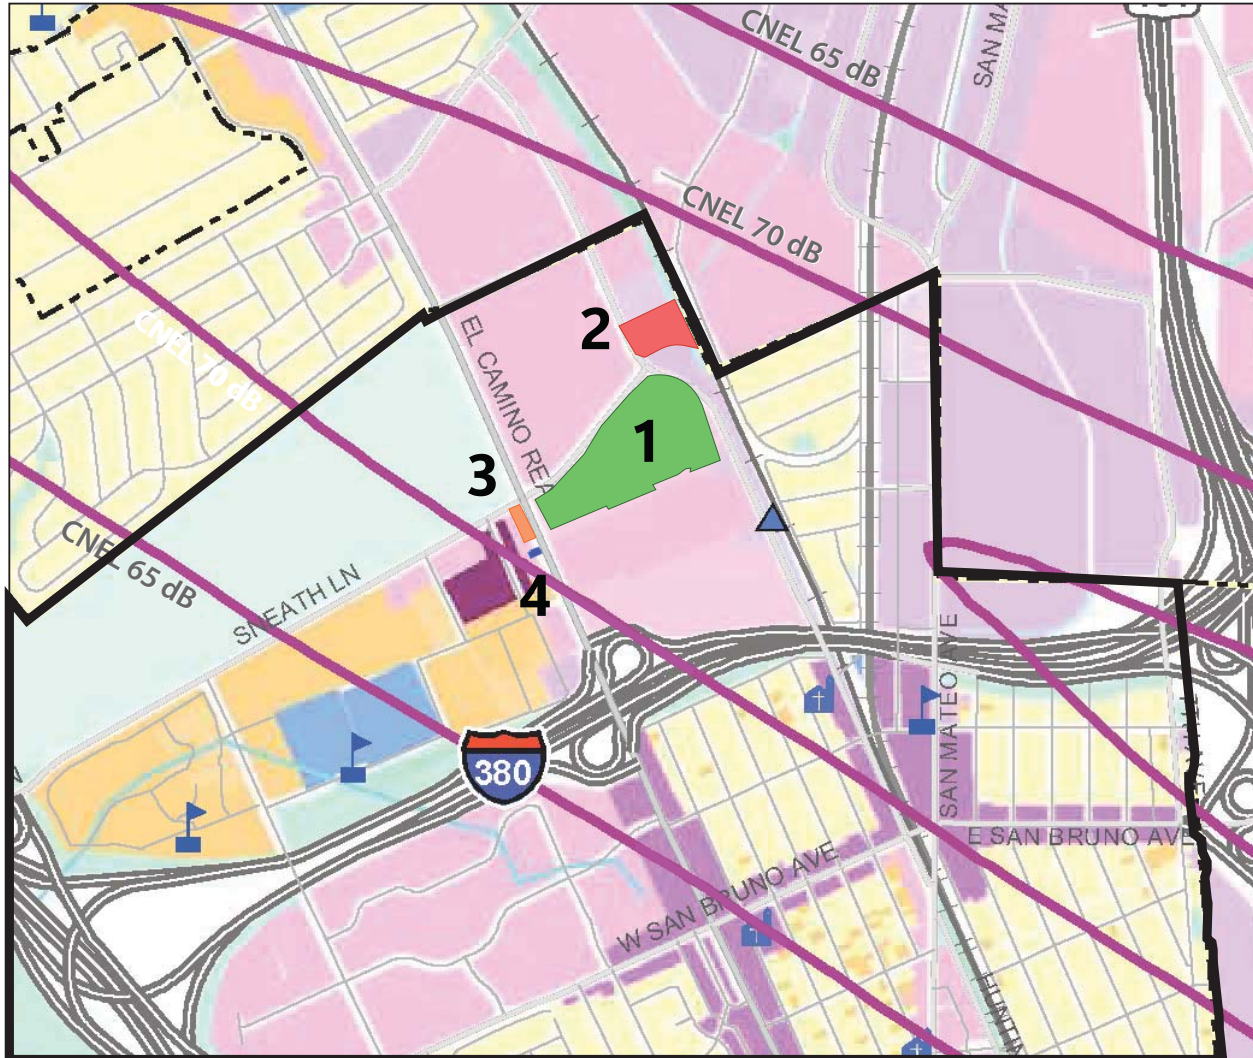 CNEL 65 dB
SAN MA
CNEL 70 dB
2
EL CAMINO REA
CNEL 70 dB
1
3
CNEL 65 dB
4
SNEATH LN
SAN MATEO AVE
380
E SAN BRUNO AVE
W SAN BRUNO AVE
HUNTIN